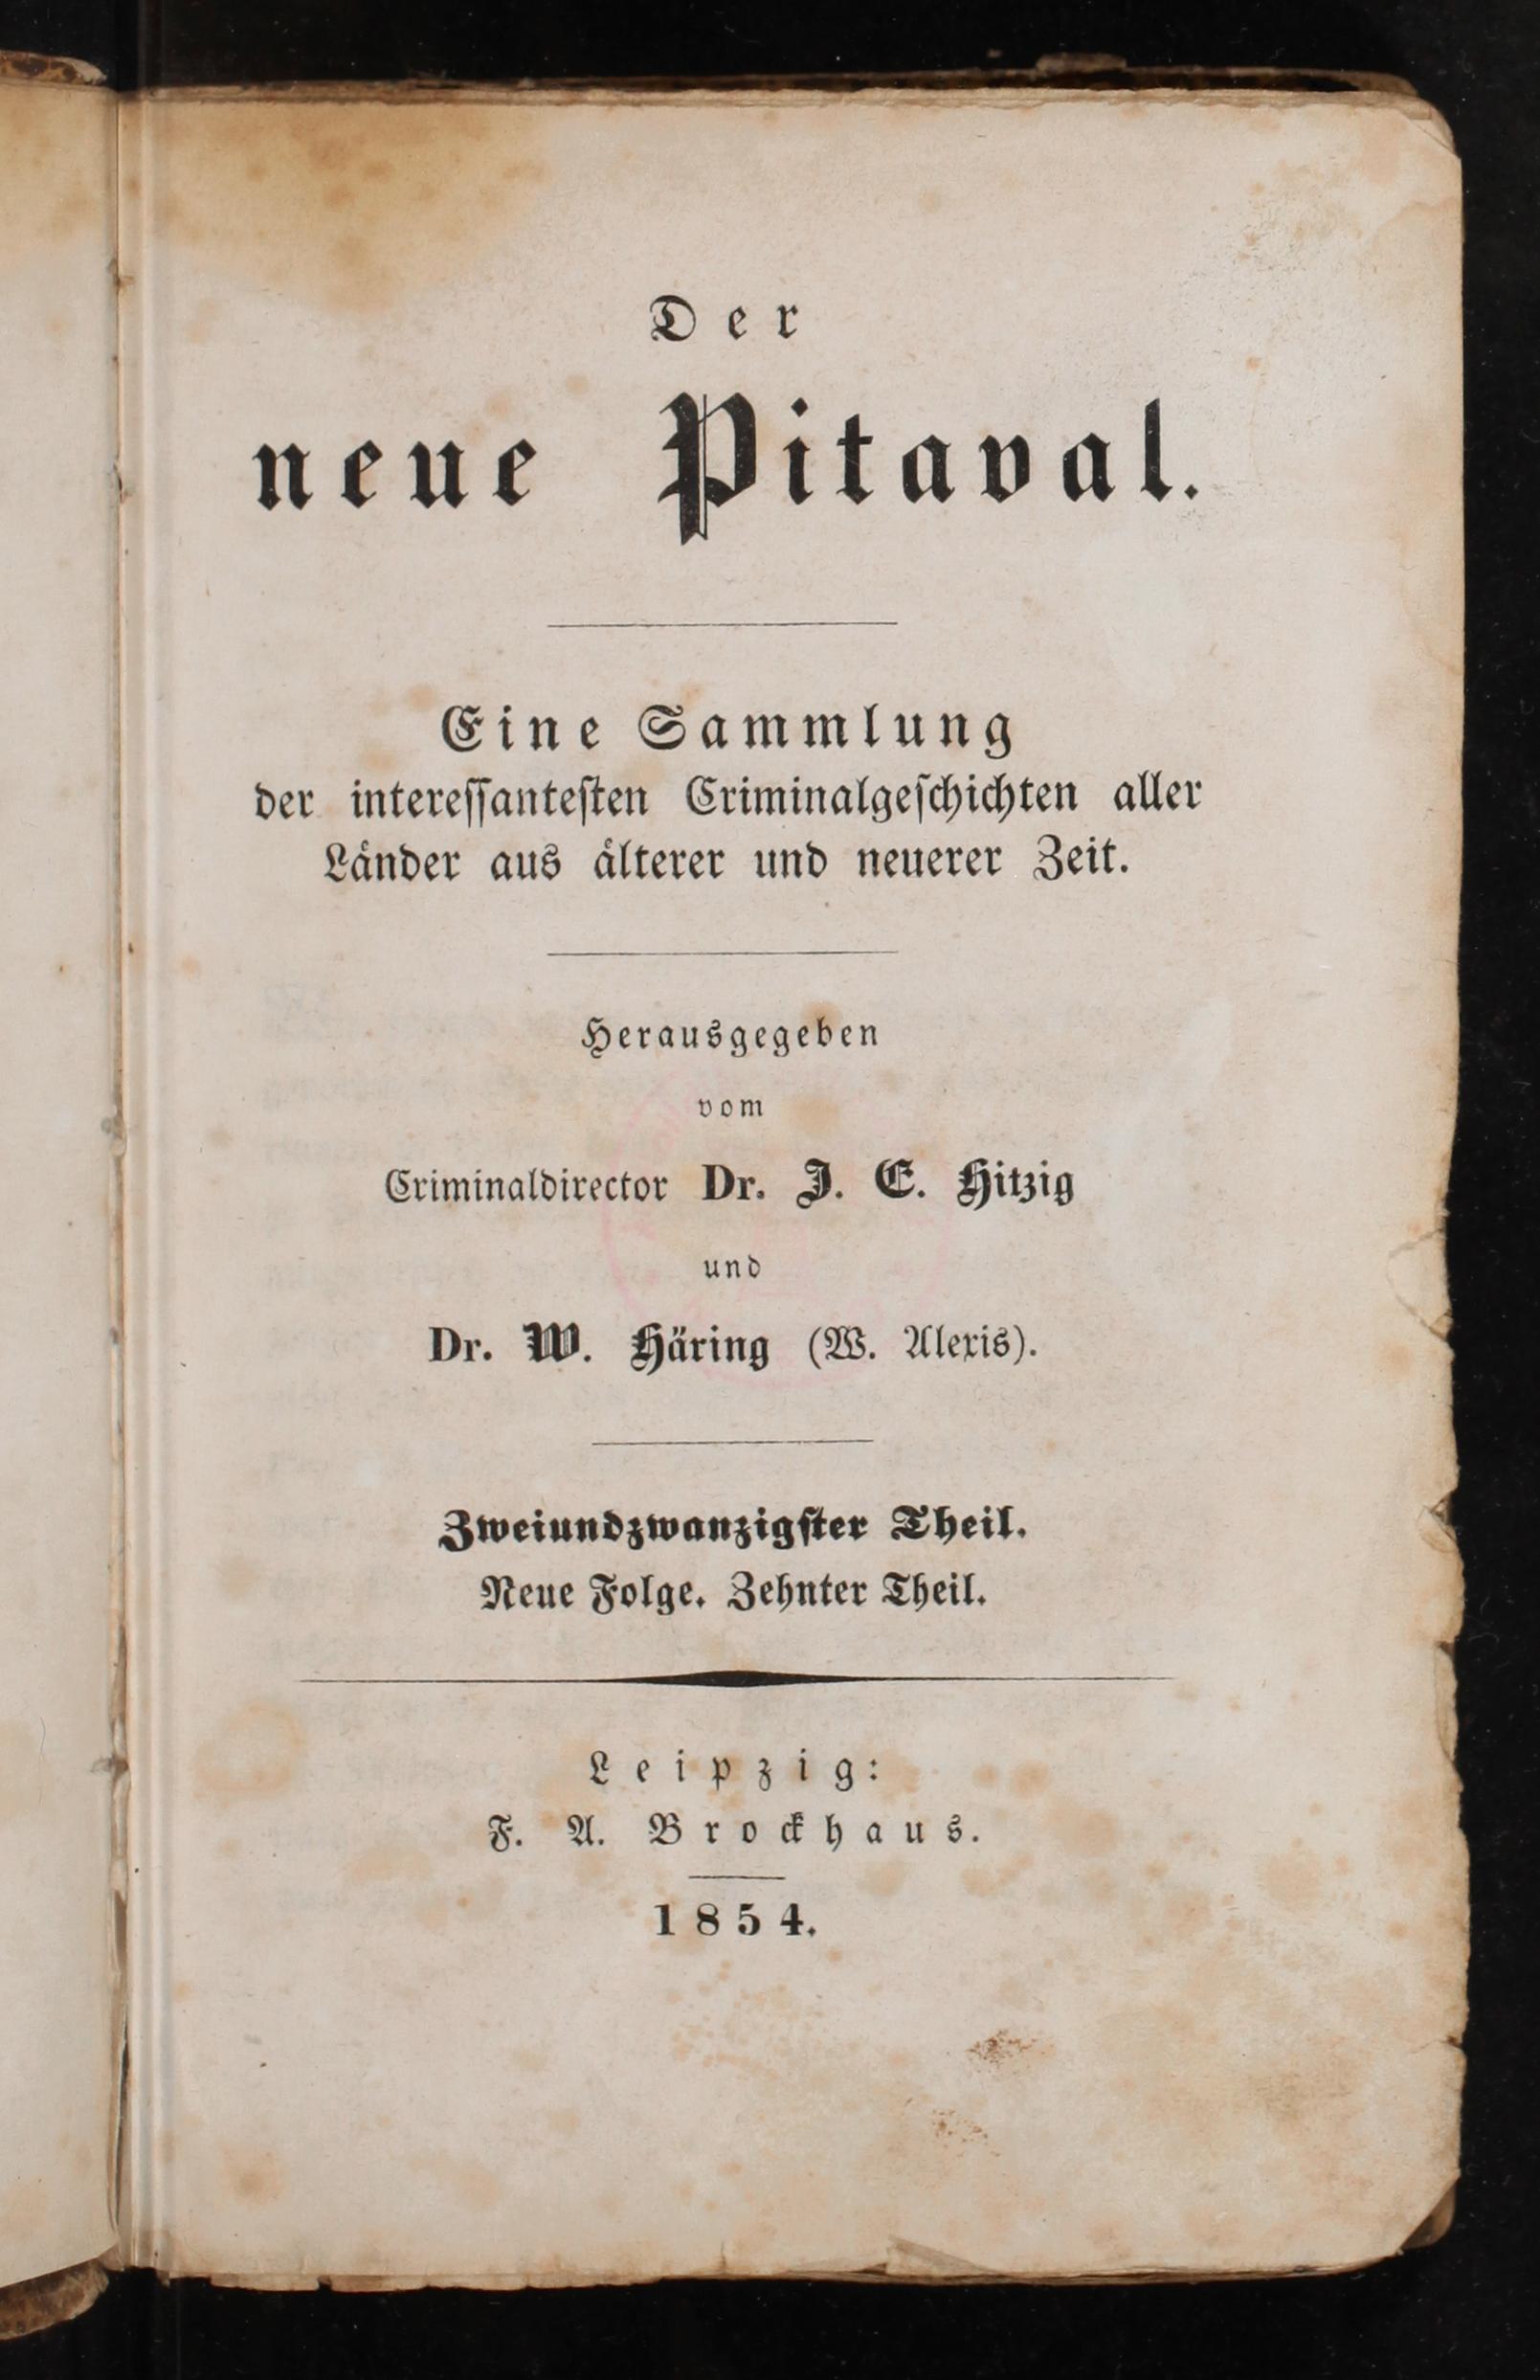 Der
neue Pitaval.
Eine Sammlung
der interessantesten Criminalgeschichten aller
Länder aus älterer und neuerer Zeit.
Herausgegeben
vom
Criminaldirector Dr. J. E. Hitzig
und
Dr. W. Häring (W. Alexis).
Zweiundzwanzigster Theil.
Neue Folge. Zehnter Theil.
Leipzig:
F. A. Brockhaus.
1854.